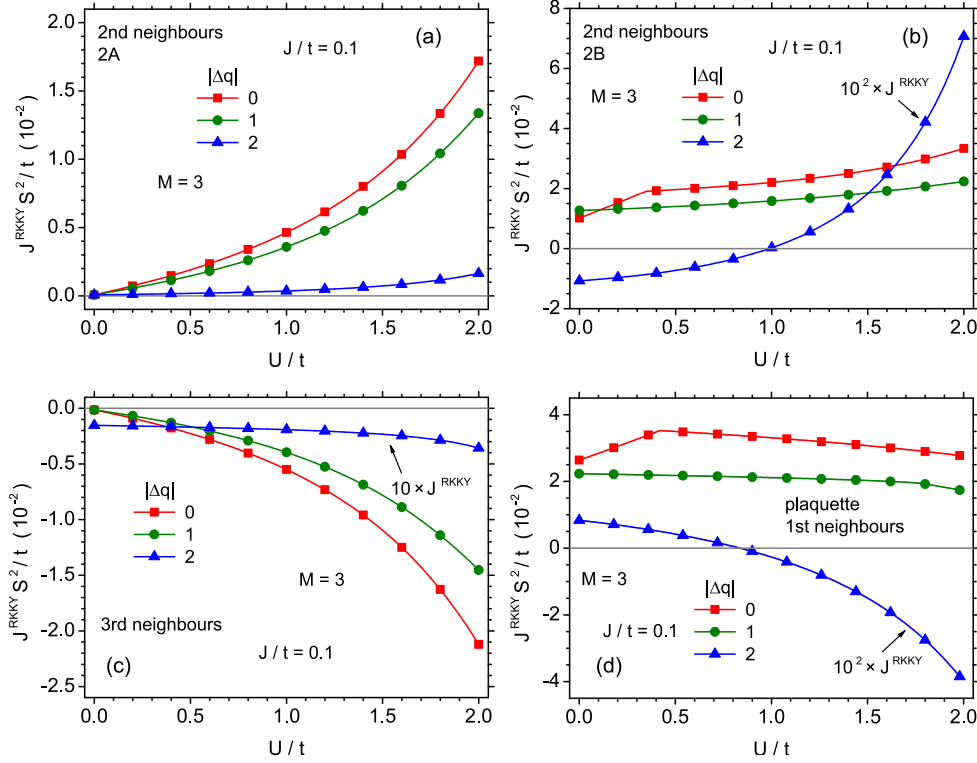 2nd neighbours
2A
J / t = 0.1
(a)
|Δq|
0
1
2
M = 3
J^RKKY S^2 / t (10^-2)
2.0
1.5
1.0
0.5
0.0
0.0 0.5 1.0 1.5 2.0
U / t
2nd neighbours
2B
J / t = 0.1
(b)
|Δq|
0
1
2
M = 3
10^2 × J^RKKY
J^RKKY S^2 / t (10^-2)
8
6
4
2
0
-2
0.0 0.5 1.0 1.5 2.0
U / t
|Δq|
0
1
2
10 × J^RKKY
M = 3
3rd neighbours
J / t = 0.1
(c)
J^RKKY S^2 / t (10^-2)
0.0
-0.5
-1.0
-1.5
-2.0
-2.5
0.0 0.5 1.0 1.5 2.0
U / t
plaquette
1st neighbours
M = 3
|Δq|
0
1
2
J / t = 0.1
10^2 × J^RKKY
(d)
J^RKKY S^2 / t (10^-2)
4
2
0
-2
-4
0.0 0.5 1.0 1.5 2.0
U / t